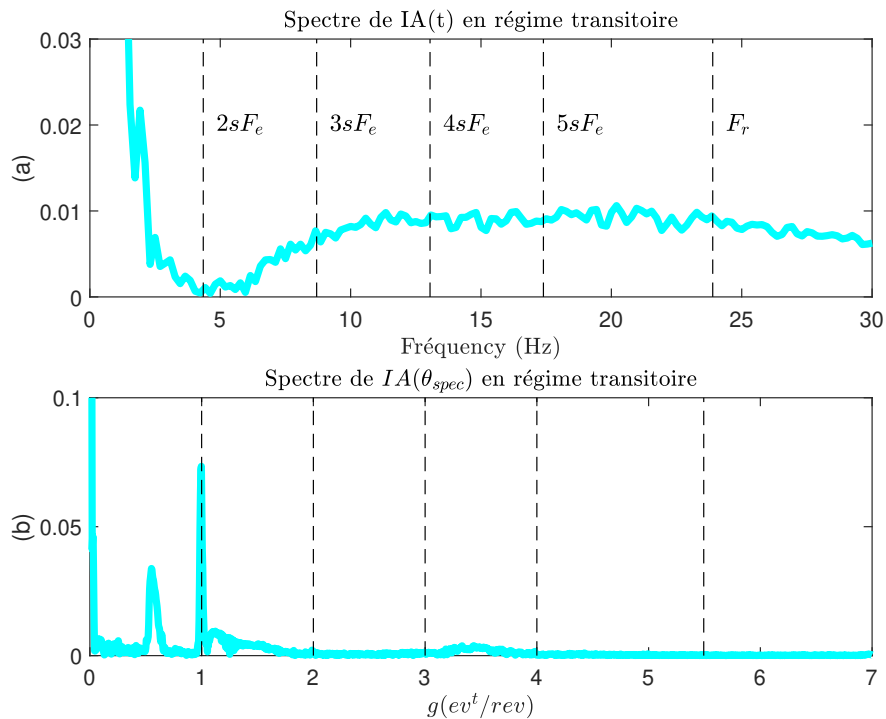 Spectre de IA(t) en régime transitoire
(a)
0.03
0.02
0.01
0
2sF_e 3sF_e 4sF_e 5sF_e F_r
0 5 10 15 20 25 30
Fréquency (Hz)
Spectre de IA(θ_spec) en régime transitoire
(b)
0.1
0.05
0
0 1 2 3 4 5 6 7
g(ev^t/rev)